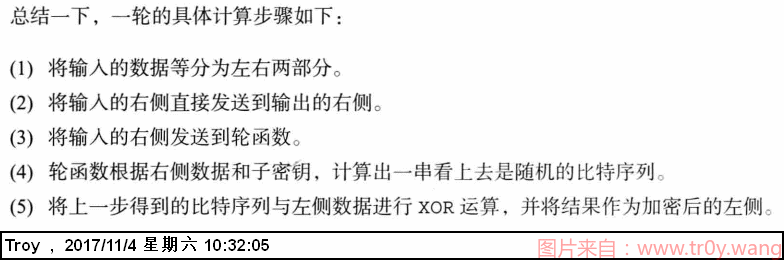 总结一下，一轮的具体计算步骤如下：
(1) 将输入的数据等分为左右两部分。
(2) 将输入的右侧直接发送到输出的右侧。
(3) 将输入的右侧发送到轮函数。
(4) 轮函数根据右侧数据和子密钥，计算出一串看上去是随机的比特序列。
(5) 将上一步得到的比特序列与左侧数据进行 XOR 运算，并将结果作为加密后的左侧。
Troy ，2017/11/4 星期六 10:32:05
图片来自：www.tr0y.wang